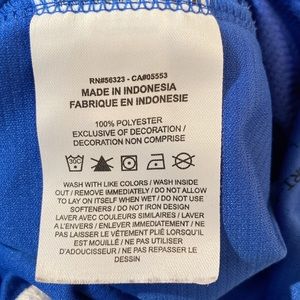 RN#56323 - CA#05553
MADE IN INDONESIA
FABRIQUE EN INDONÉSIE
100% POLYESTER
EXCLUSIVE OF DECORATION /
DECORATION NON COMPRISE
WASH WITH LIKE COLORS / WASH INSIDE
OUT / REMOVE IMMEDIATELY / DO NOT ALLOW
TO LAY ON ITSELF WHEN WET / DO NOT USE
SOFTENERS / DO NOT IRON DESIGN
LAVER AVEC COULEURS SIMILAIRES / LAVER
A L'ENVERS / ENLEVER IMMEDIATEMENT / NE
PAS LAISSER LE VÊTEMENT PLIÉ LORSQU'IL
EST MOUILLÉ / NE PAS UTILISER
D'ADOUCISSEUR / NE PAS REPASSER LE
DESSIN